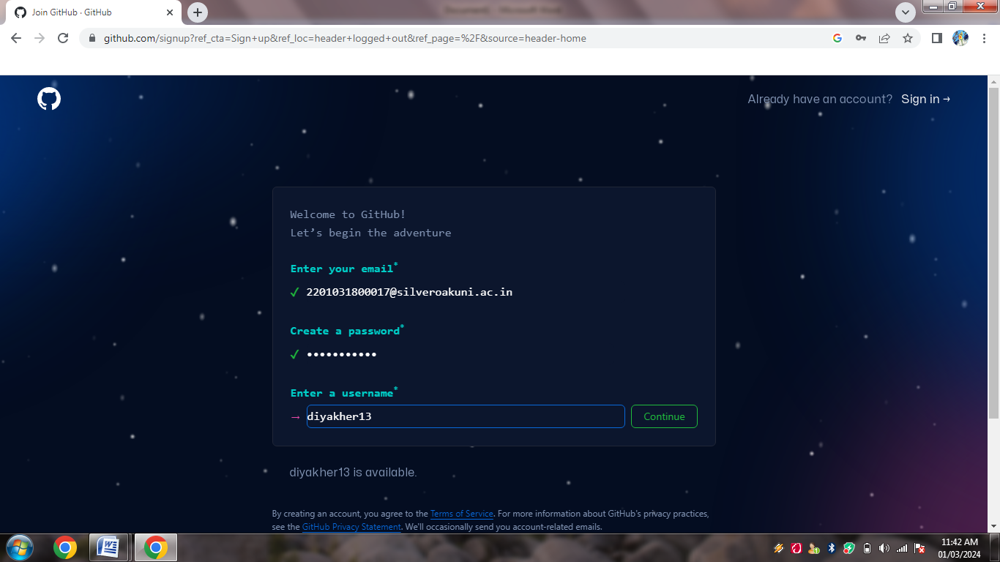 Join GitHub · GitHub
github.com/signup?ref_cta=Sign+up&ref_loc=header+logged+out&ref_page=%2F&source=header-home
Already have an account? Sign in →
Welcome to GitHub!
Let’s begin the adventure
Enter your email*
✓ 2201031800017@silveroakuni.ac.in
Create a password*
✓ •••••••••••
Enter a username*
→ diyakher13 Continue
diyakher13 is available.
By creating an account, you agree to the Terms of Service. For more information about GitHub's privacy practices,
see the GitHub Privacy Statement. We'll occasionally send you account-related emails.
11:42 AM
01/03/2024